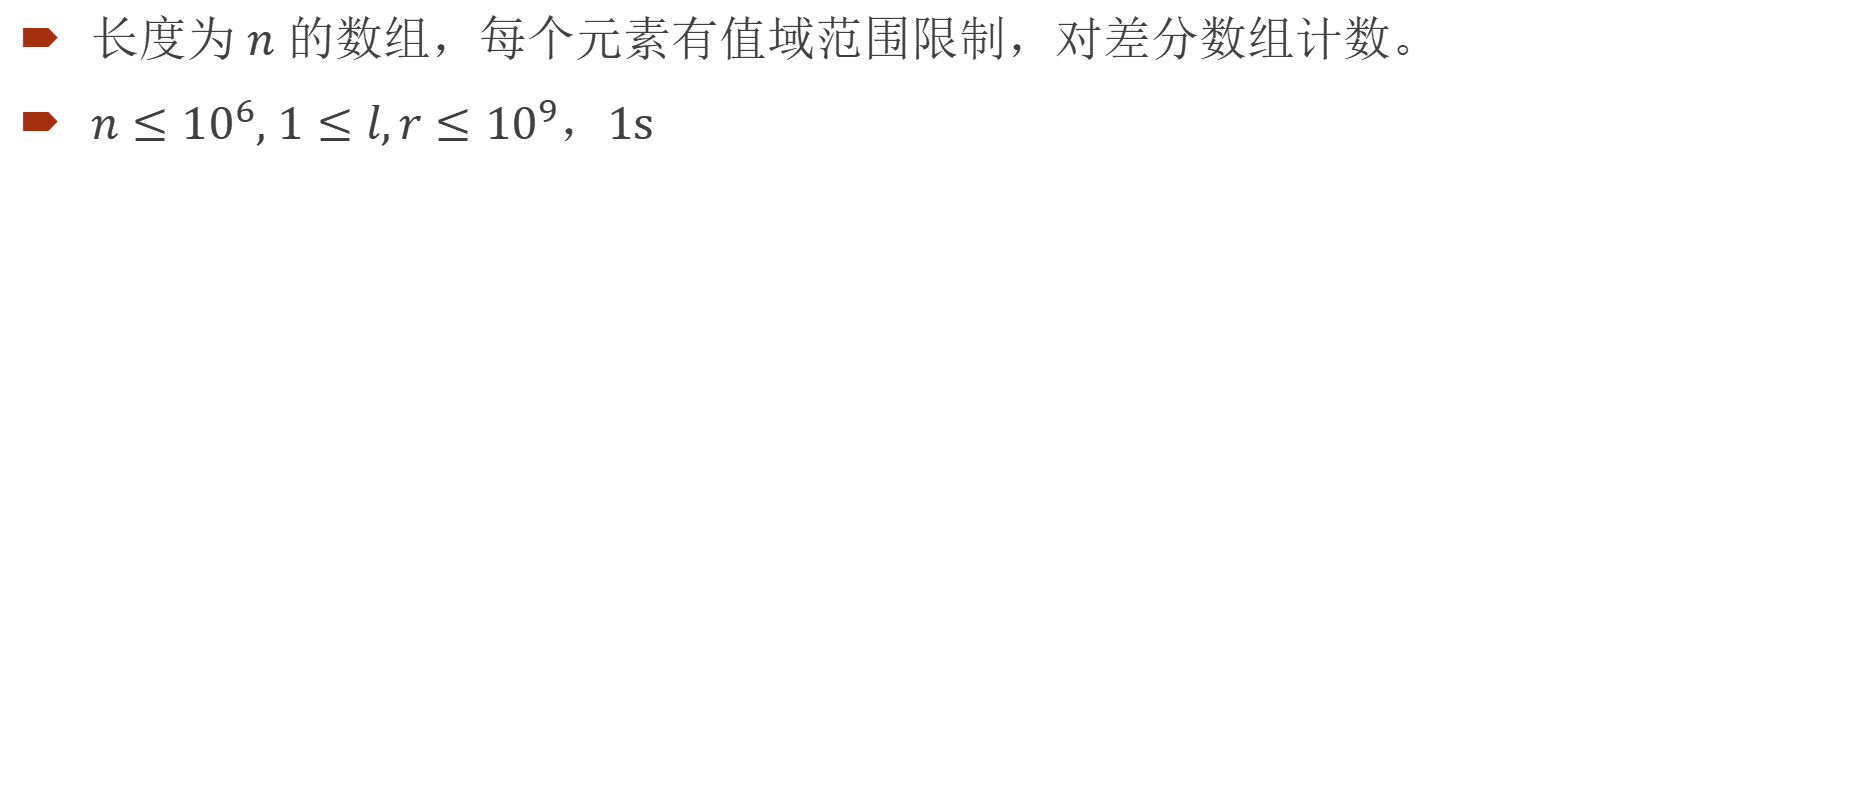 长度为 n 的数组，每个元素有值域范围限制，对差分数组计数。
n ≤ 10⁶, 1 ≤ l, r ≤ 10⁹，1s